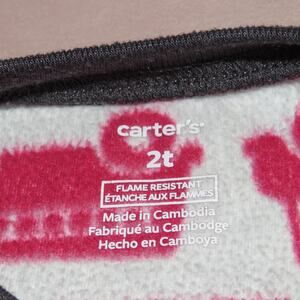 carter's
2t
FLAME RESISTANT
ÉTANCHE AUX FLAMMES
Made in Cambodia
Fabriqué au Cambodge
Hecho en Camboya